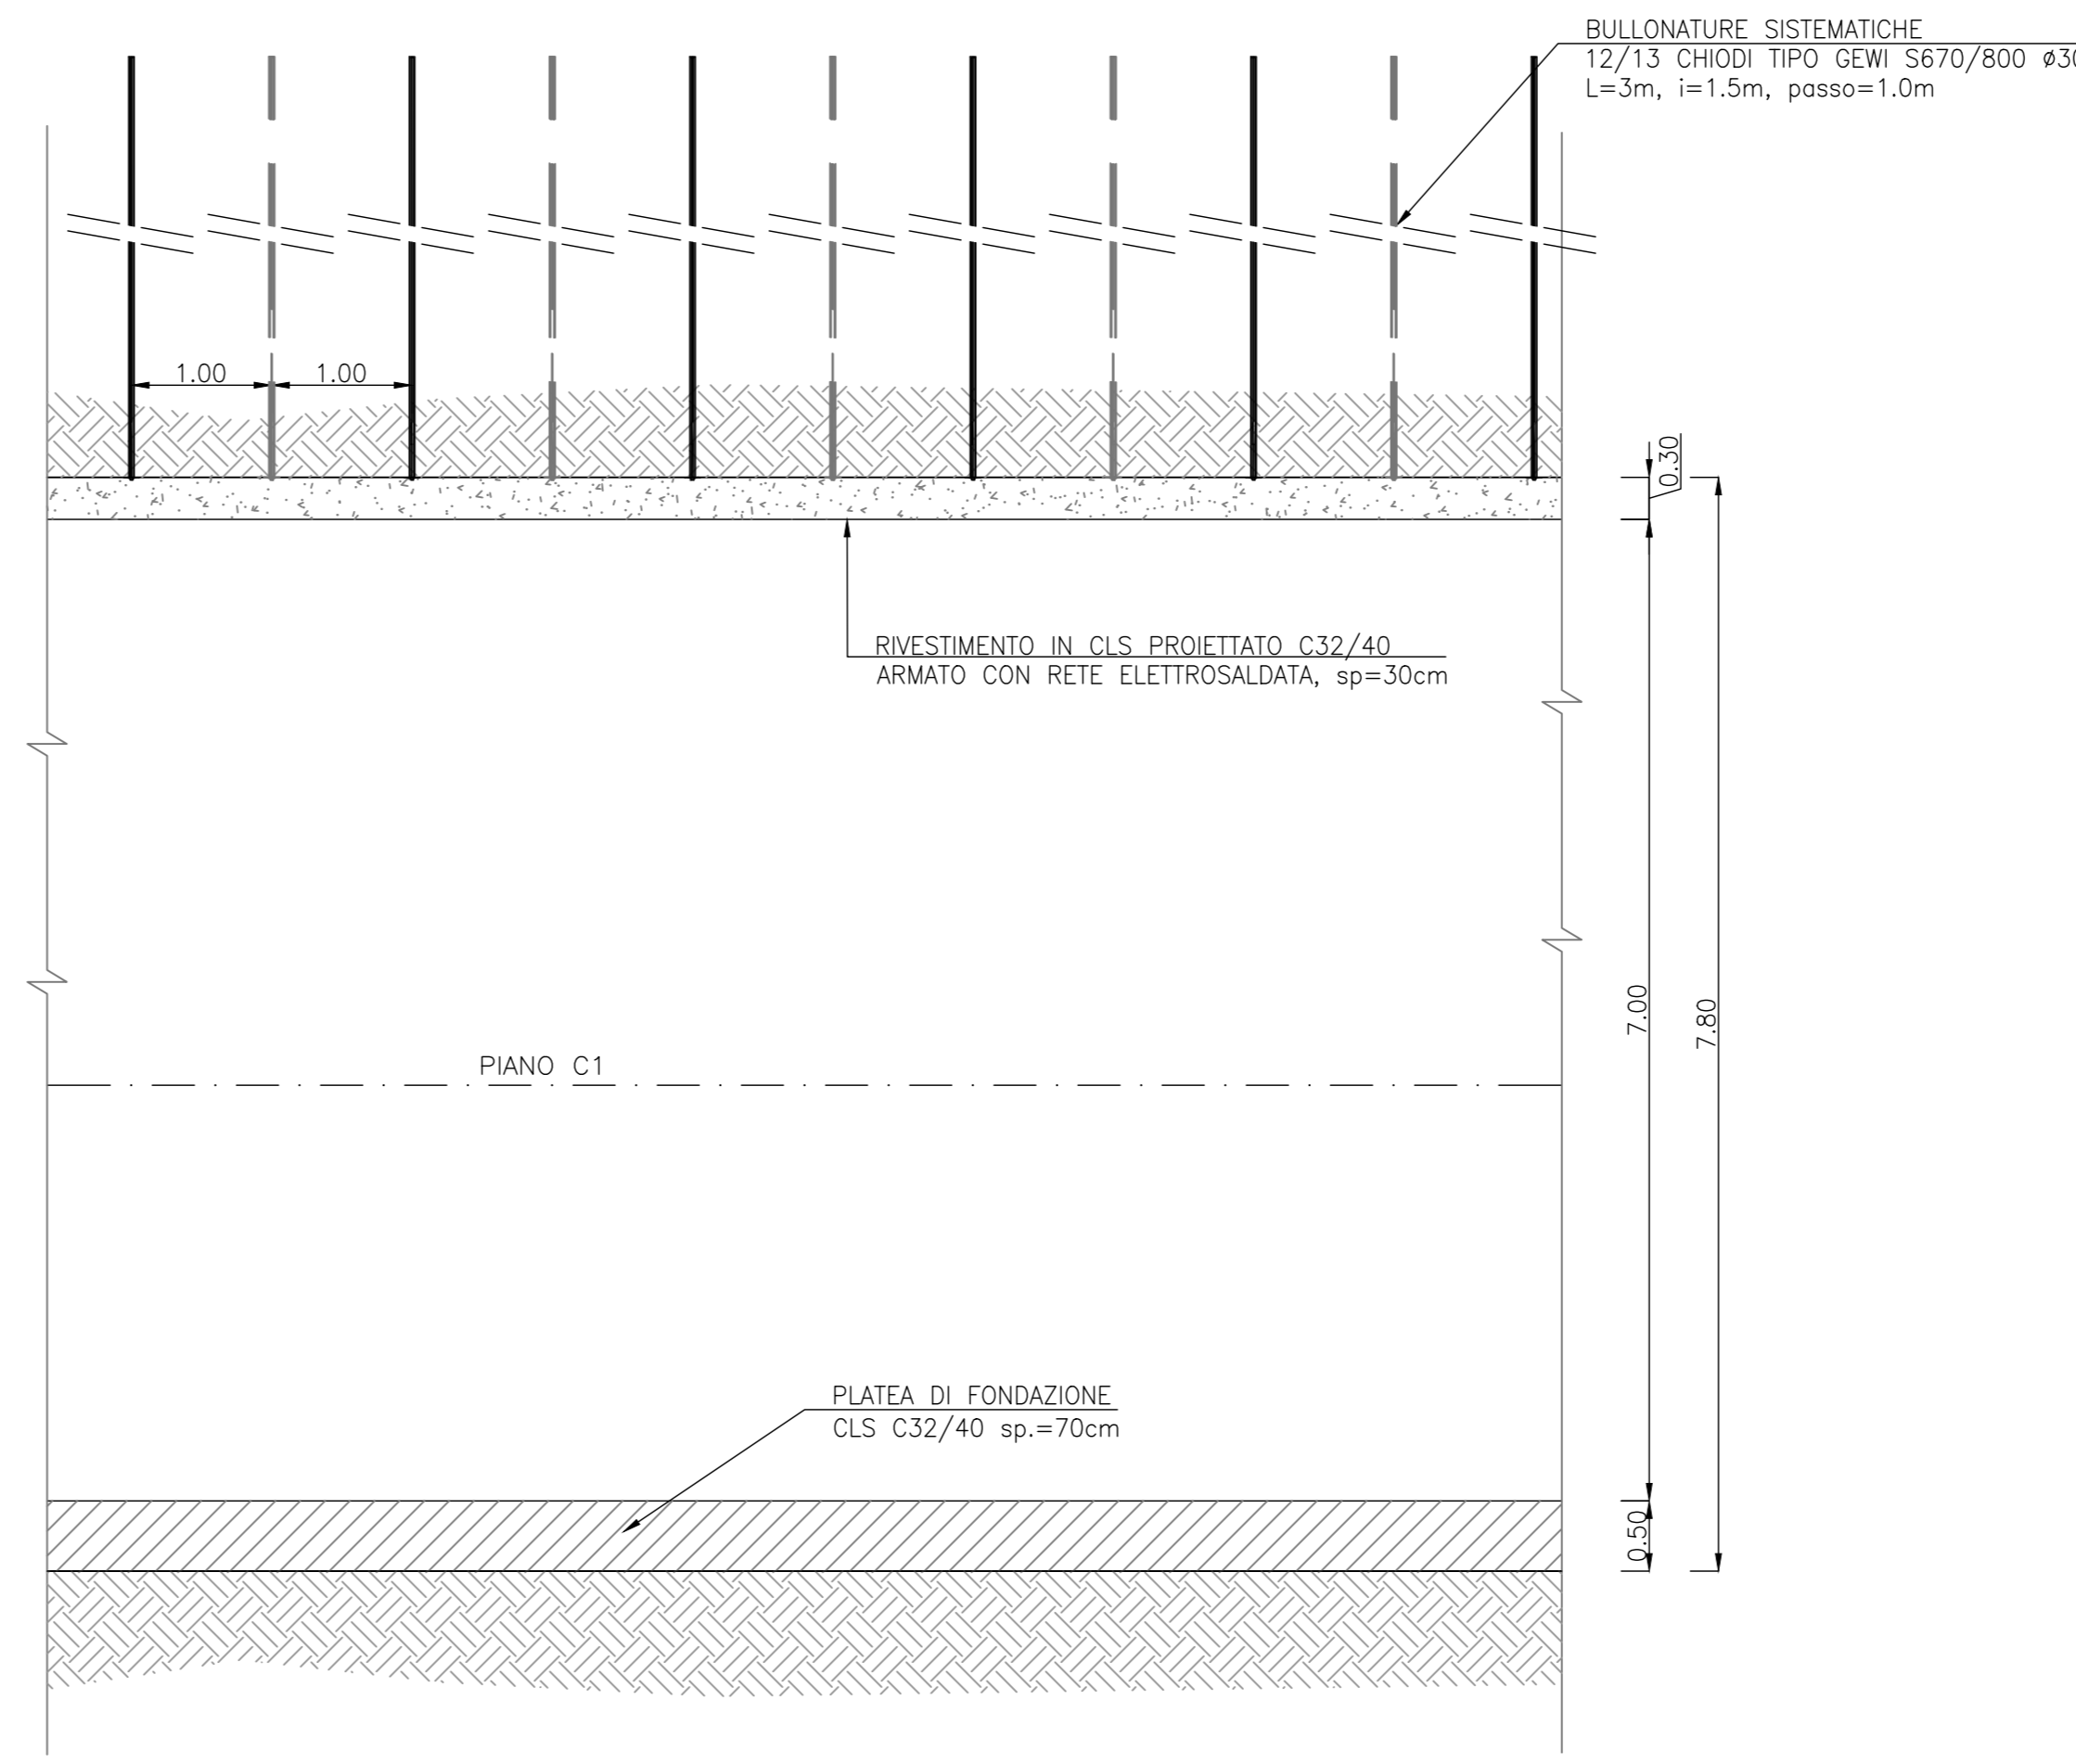 BULLONATURE SISTEMATICHE
12/13 CHIODI TIPO GEWI S670/800 ø30
L=3m, i=1.5m, passo=1.0m
1.00 1.00
0.30
RIVESTIMENTO IN CLS PROIETTATO C32/40
ARMATO CON RETE ELETTROSALDATA, sp=30cm
7.00
7.80
PIANO C1
PLATEA DI FONDAZIONE
CLS C32/40 sp.=70cm
0.50